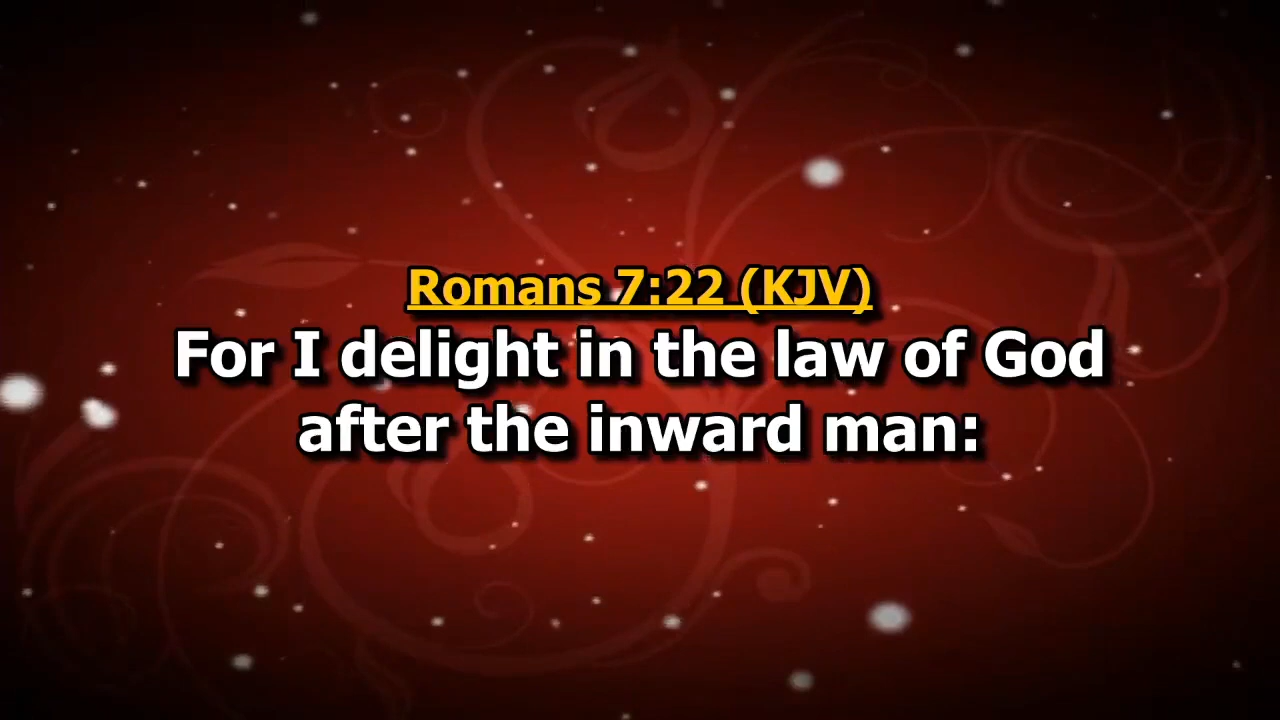 Romans 7:22 (KJV)
For I delight in the law of God
after the inward man: